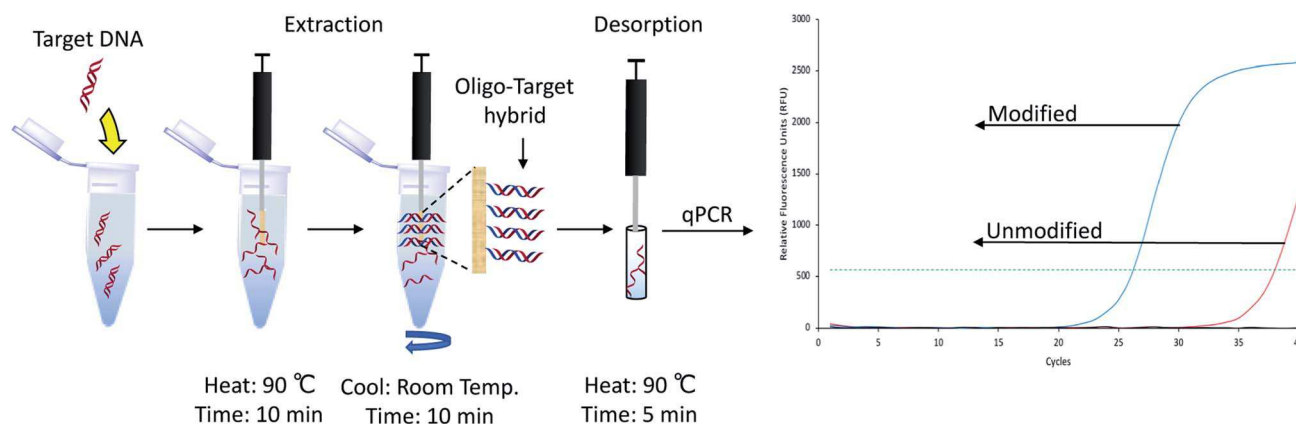 Target DNA
Extraction
Desorption
Oligo-Target
hybrid
Heat: 90 ℃
Time: 10 min
Cool: Room Temp.
Time: 10 min
Heat: 90 ℃
Time: 5 min
qPCR
Relative Fluorescence Units (RFU)
3000
2500
2000
1500
1000
500
0
Modified
Unmodified
0 5 10 15 20 25 30 35
Cycles